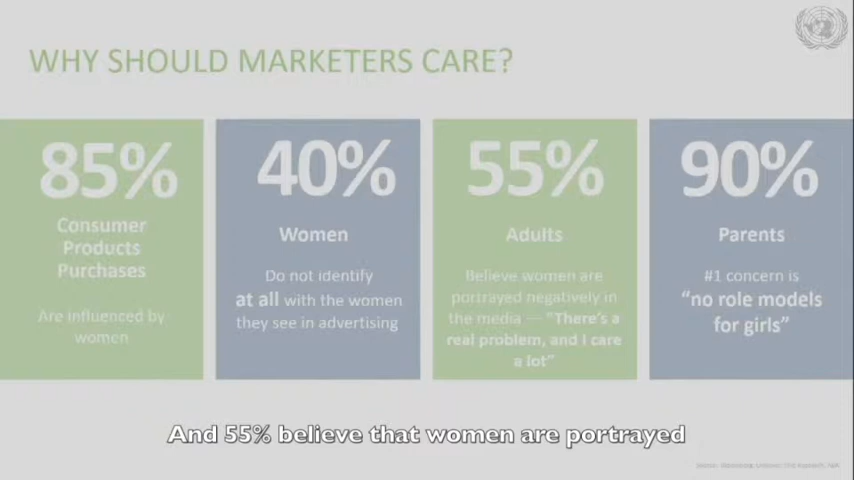 WHY SHOULD MARKETERS CARE?
85%
Consumer
Products
Purchases
Are influenced by
women
40%
Women
Do not identify
at all with the women
they see in advertising
55%
Adults
Believe women are
portrayed negatively in
the media — "There's a
real problem, and I care
a lot"
90%
Parents
#1 concern is
"no role models
for girls"
And 55% believe that women are portrayed